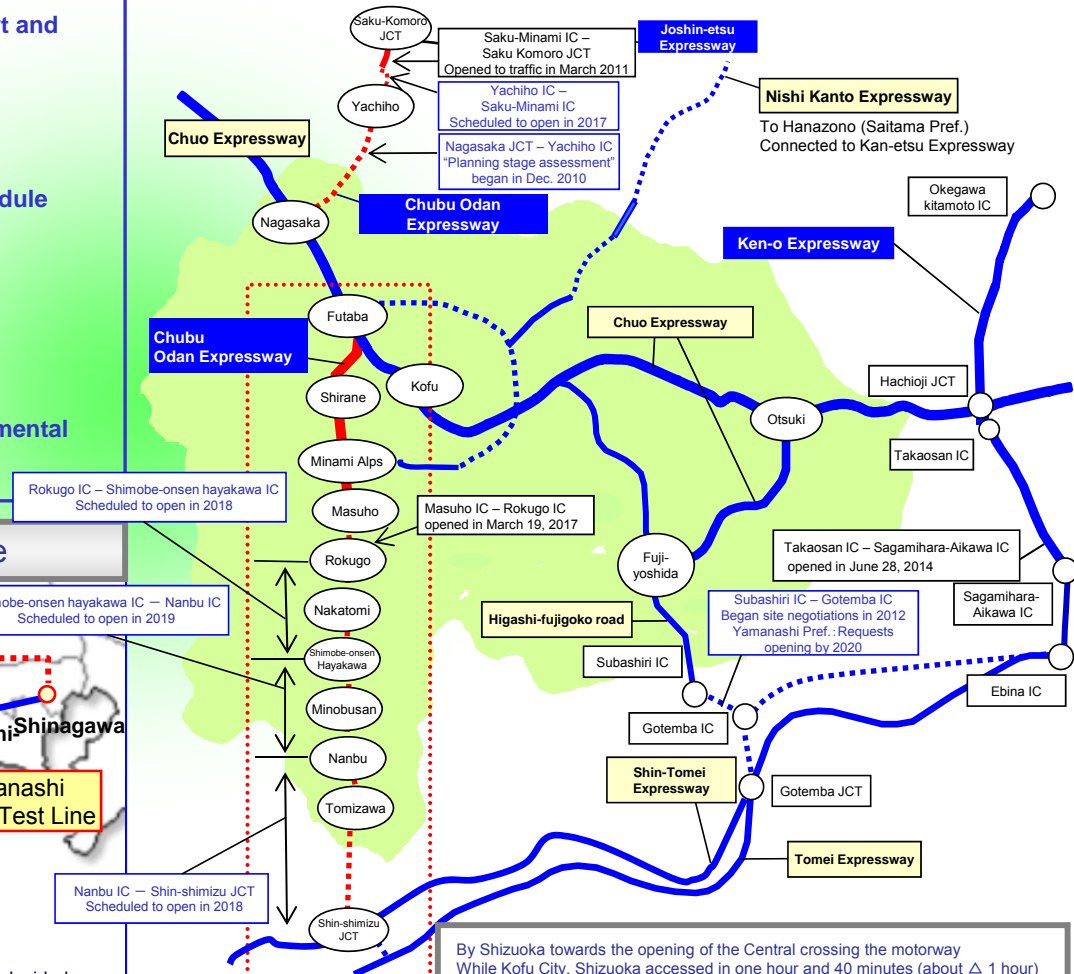 t and
dule
mental
e
Saku-Komoro
JCT
Saku-Minami IC –
Saku Komoro JCT
Opened to traffic in March 2011
Joshin-etsu
Expressway
Yachiho IC –
Saku-Minami IC
Scheduled to open in 2017
Yachiho
Nishi Kanto Expressway
To Hanazono (Saitama Pref.)
Connected to Kan-etsu Expressway
Chuo Expressway
Nagasaka JCT – Yachiho IC
“Planning stage assessment”
began in Dec. 2010
Okegawa
kitamoto IC
Chubu Odan
Expressway
Nagasaka
Ken-o Expressway
Futaba
Chuo Expressway
Chubu
Odan Expressway
Kofu
Shirane
Hachioji JCT
Otsuki
Takaosan IC
Minami Alps
Rokugo IC – Shimobe-onsen hayakawa IC
Scheduled to open in 2018
Masuho
Masuho IC – Rokugo IC
opened in March 19, 2017
Rokugo
Takaosan IC – Sagamihara-Aikawa IC
opened in June 28, 2014
Fuji-
yoshida
Sagamihara-
Aikawa IC
obe-onsen hayakawa IC – Nanbu IC
Scheduled to open in 2019
Nakatomi
Higashi-fujigoko road
Subashiri IC – Gotemba IC
Began site negotiations in 2012
Yamanashi Pref.:Requests
opening by 2020
Shimobe-onsen
Hayakawa
Subashiri IC
Ebina IC
Minobusan
Shinagawa
Gotemba IC
Nanbu
Shin-Tomei
Expressway
Gotemba JCT
anashi
Test Line
Tomizawa
Tomei Expressway
Nanbu IC – Shin-shimizu JCT
Scheduled to open in 2018
Shin-shimizu
JCT
By Shizuoka towards the opening of the Central crossing the motorway
While Kofu City, Shizuoka accessed in one hour and 40 minutes (about △ 1 hour)